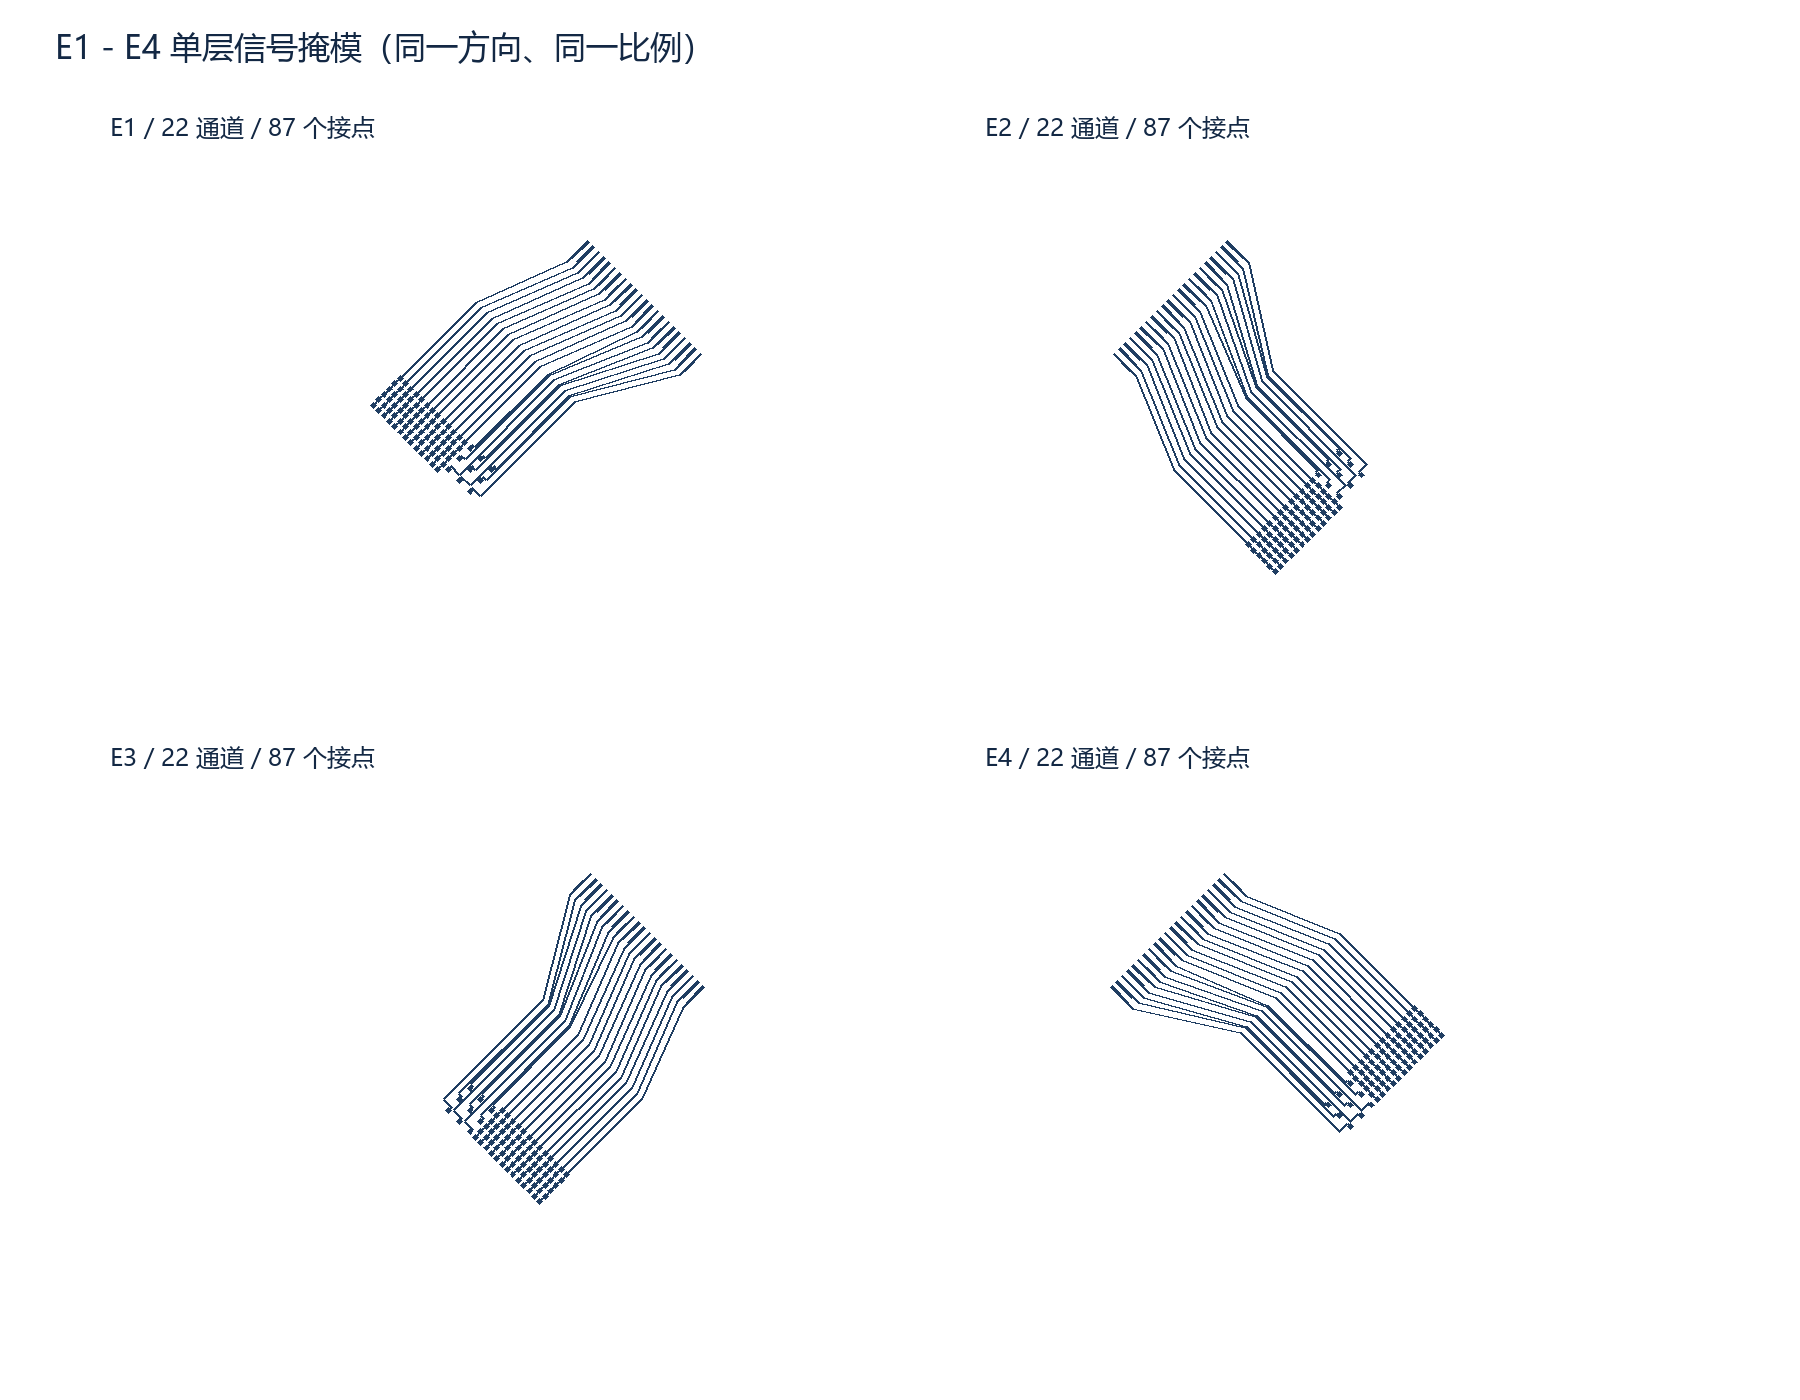 E1 - E4 单层信号掩模（同一方向、同一比例）
E1 / 22 通道 / 87 个接点
E2 / 22 通道 / 87 个接点
E3 / 22 通道 / 87 个接点
E4 / 22 通道 / 87 个接点